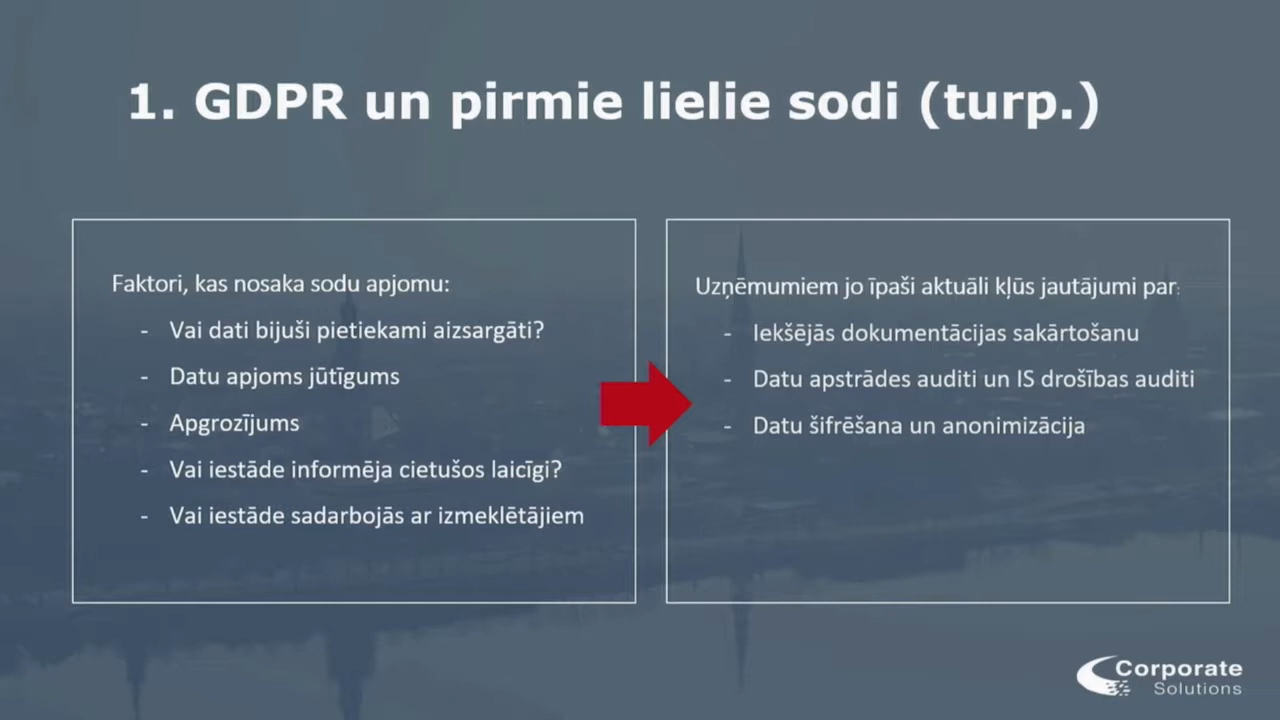 1. GDPR un pirmie lielie sodi (turp.)
Faktori, kas nosaka sodu apjomu:
- Vai dati bijuši pietiekami aizsargāti?
- Datu apjoms jūtīgums
- Apgrozījums
- Vai iestāde informēja cietušos laicīgi?
- Vai iestāde sadarbojās ar izmeklētājiem
Uzņēmumiem jo īpaši aktuāli kļūs jautājumi par:
- Iekšējās dokumentācijas sakārtošanu
- Datu apstrādes auditi un IS drošības auditi
- Datu šifrēšana un anonimizācija
Corporate
Solutions